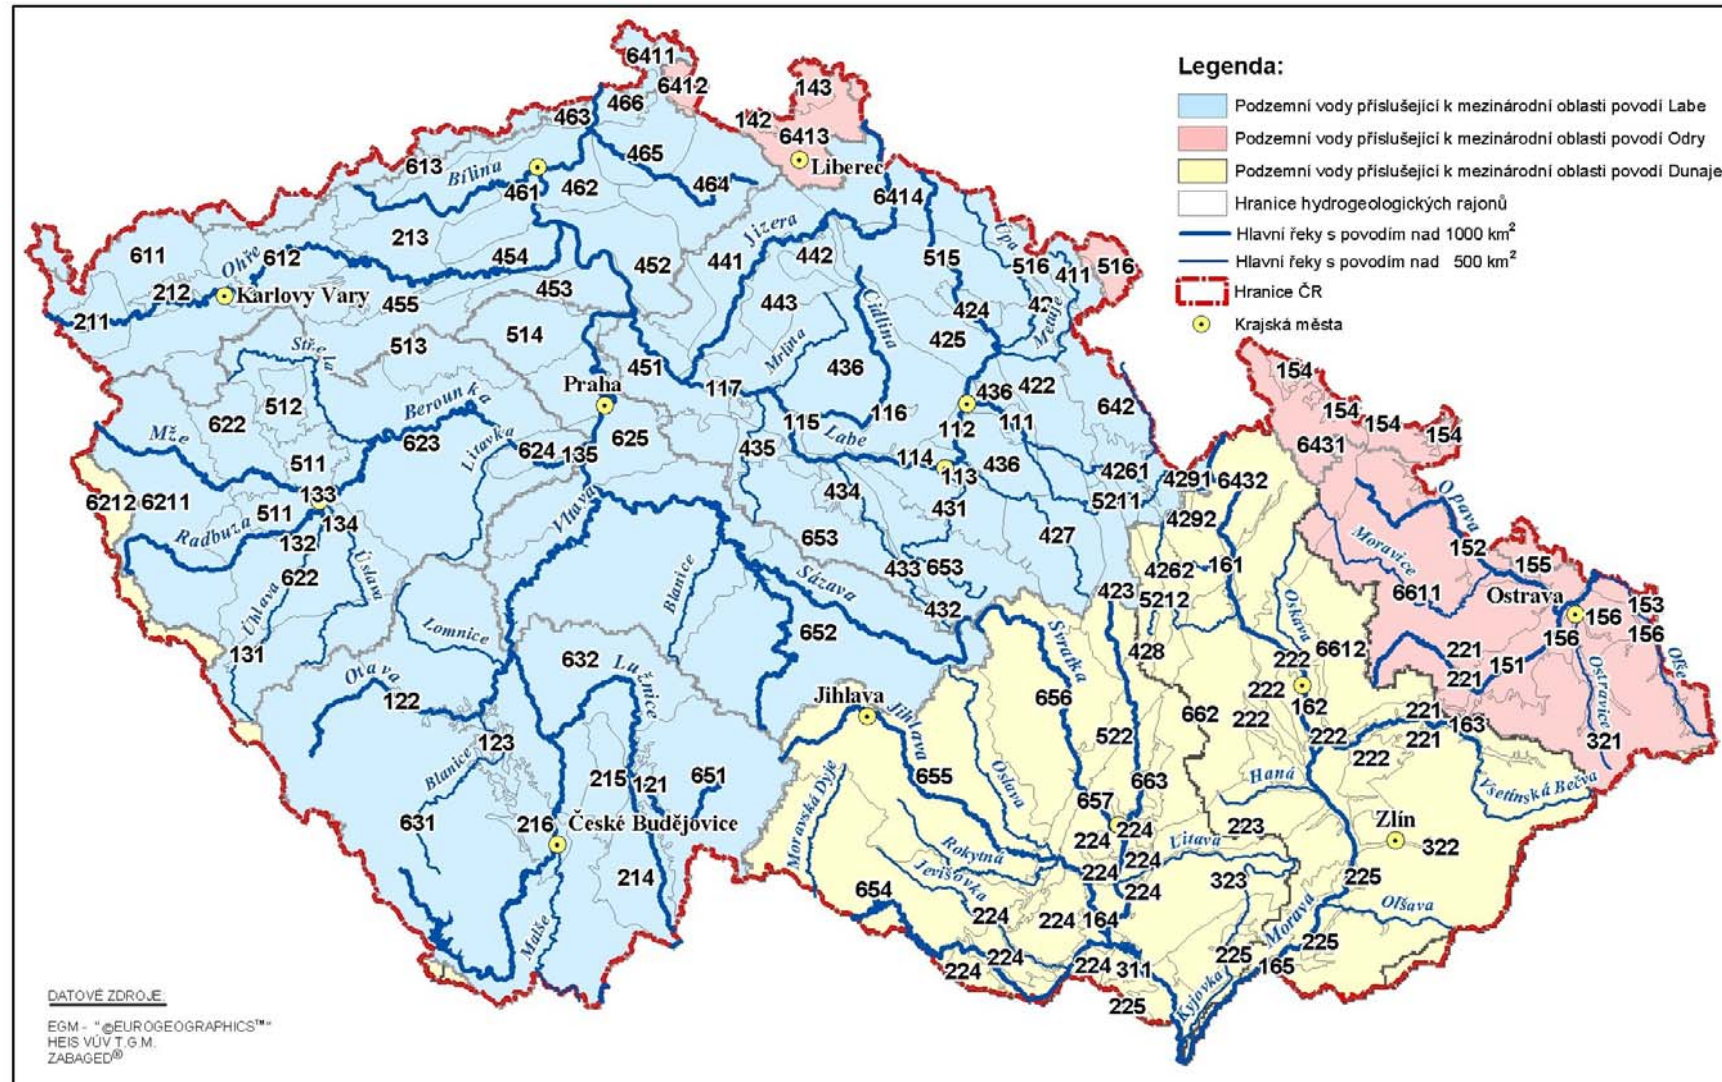 Legenda:
Podzemní vody příslušející k mezinárodní oblasti povodí Labe
Podzemní vody příslušející k mezinárodní oblasti povodí Odry
Podzemní vody příslušející k mezinárodní oblasti povodí Dunaje
Hranice hydrogeologických rajonů
Hlavní řeky s povodím nad 1000 km²
Hlavní řeky s povodím nad 500 km²
Hranice ČR
Krajská města
6411
6412
466
463
143
142
6413
Liberec
613
Bílina
465
461
462
464
6414
611
Ohře
612
213
454
452
Jizera
441
442
515
Úpa
516
411
516
212
Karlovy Vary
211
455
453
443
Cidlina
424
42
Metuje
Střela
513
514
451
Mrlina
425
436
Praha
117
436
422
642
512
622
Berounka
116
111
Mže
623
Litavka
624
135
625
435
115
Labe
112
114
113
436
4261
4291
6432
511
434
431
5211
6212
6211
133
134
511
Radbuza
132
Vltava
427
4292
622
Úslava
653
433
653
4262
161
Úhlava
Sázava
Blanice
432
423
5212
Oskava
131
Lomnice
652
Svratka
428
222
6612
632
Lužnice
Otava
122
Jihlava
Jihlava
656
662
222
162
222
154
154
154
154
6431
Opava
Moravice
152
155
6611
Ostrava
153
156
156
156
221
151
221
Ostravice
Olše
321
221
163
222
221
222
123
Blanice
522
215
121
651
Oslava
655
663
Haná
Vsetínská Bečva
Moravská Dyje
657
224
224
223
Zlín
322
631
216
České Budějovice
Rokytná
Jevišovka
Litava
224
224
224
323
214
225
654
Olšava
224
224
164
Morava
Malše
224
224
224
311
225
225
165
Kyjovka
225
DATOVÉ ZDROJE:
EGM - "©EUROGEOGRAPHICS™"
HEIS VÚV T.G.M.
ZABAGED®